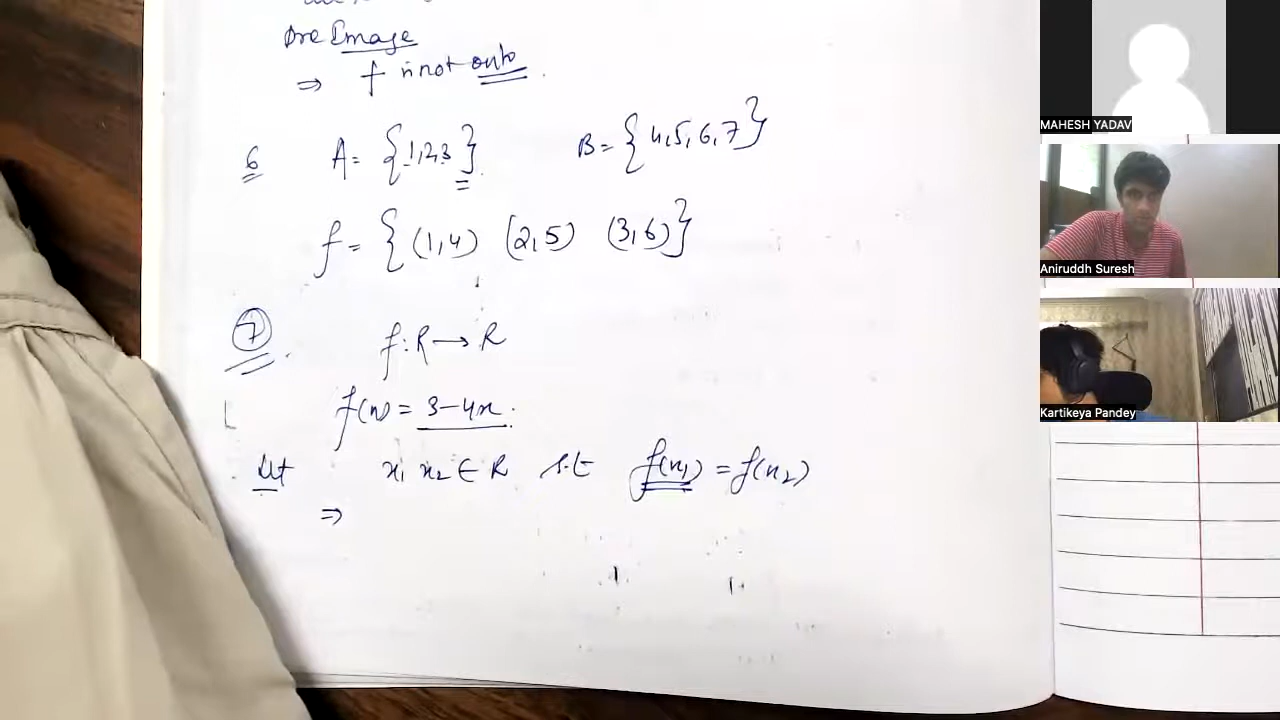 Pre Image
⇒ f is not onto.
6 A = {1,2,3} B = {4,5,6,7}
f = { (1,4) (2,5) (3,6)}
7. f: R → R
f(x) = 3-4x.
Let x₁ x₂ ∈ R s.t f(x₁) = f(x₂)
⇒
MAHESH YADAV
Aniruddh Suresh
Kartikeya Pandey